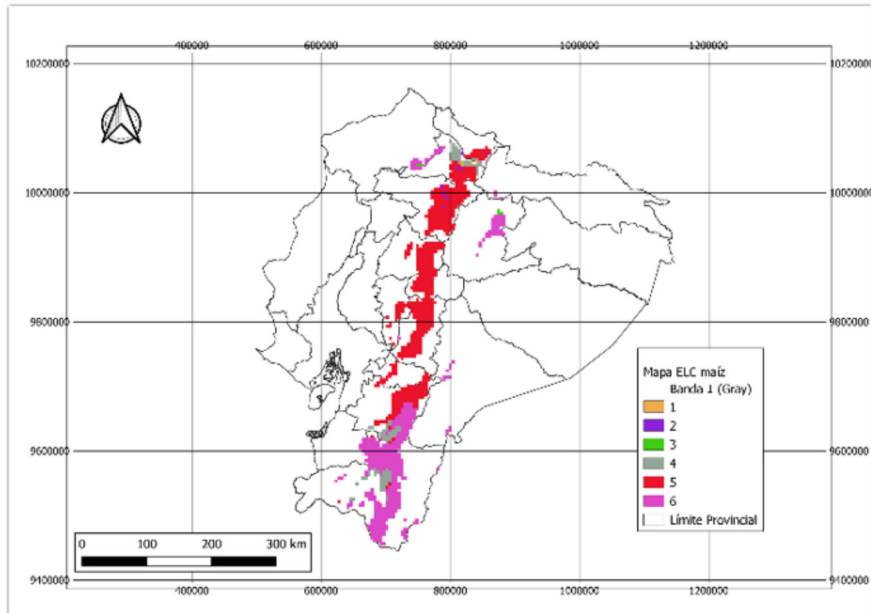 400000 600000 800000 1000000 1200000
10200000 10200000
10000000 10000000
9800000 9800000
9600000 9600000
9400000 9400000
Mapa ELC maíz
Banda 1 (Gray)
1
2
3
4
5
6
Límite Provincial
0 100 200 300 km
400000 600000 800000 1000000 1200000